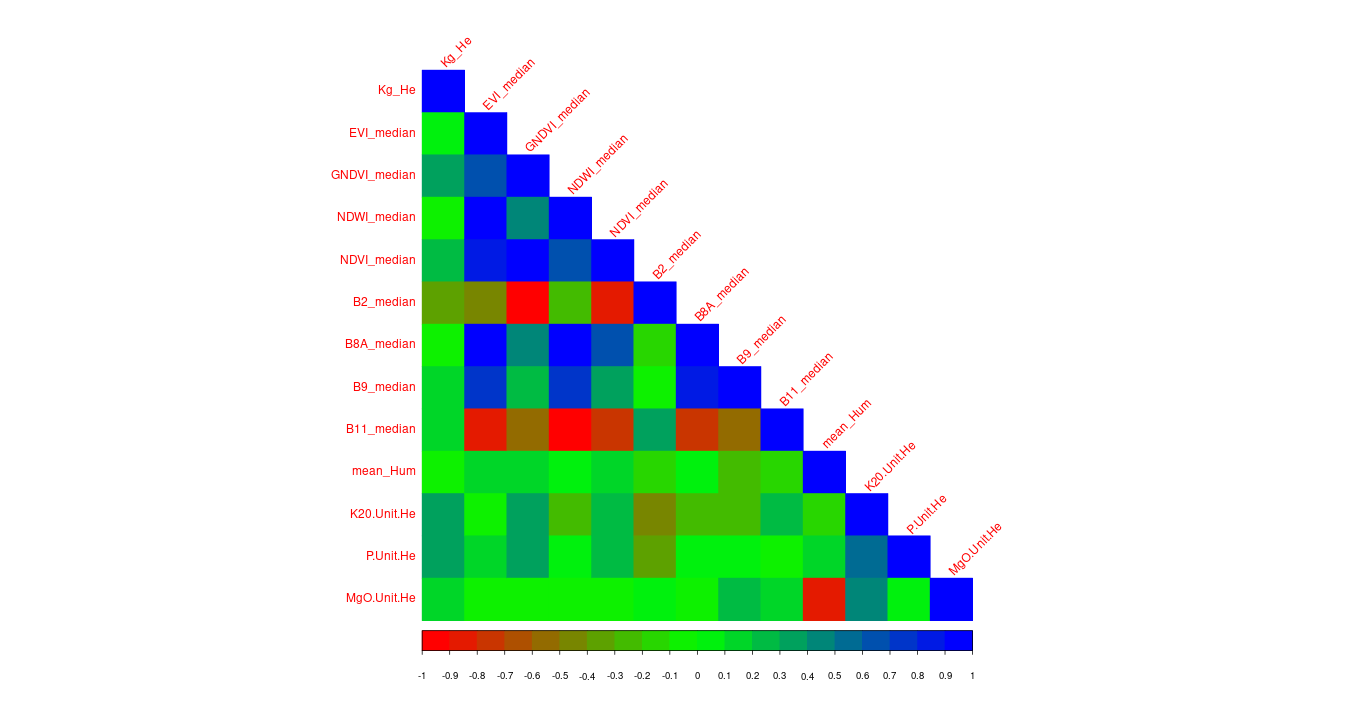 Kg_He
EVI_median
GNDVI_median
NDWI_median
NDVI_median
B2_median
B8A_median
B9_median
B11_median
mean_Hum
K20.Unit.He
P.Unit.He
MgO.Unit.He
Kg_He
EVI_median
GNDVI_median
NDWI_median
NDVI_median
B2_median
B8A_median
B9_median
B11_median
mean_Hum
K20.Unit.He
P.Unit.He
MgO.Unit.He
-1 -0.9 -0.8 -0.7 -0.6 -0.5 -0.4 -0.3 -0.2 -0.1 0 0.1 0.2 0.3 0.4 0.5 0.6 0.7 0.8 0.9 1